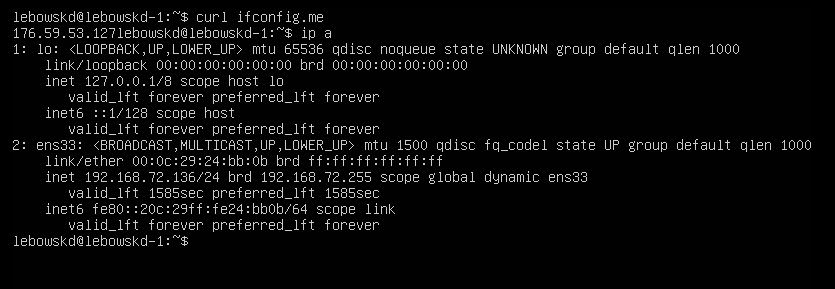 lebowskd@lebowskd-1:~$ curl ifconfig.me
176.59.53.127lebowskd@lebowskd-1:~$ ip a
1: lo: <LOOPBACK,UP,LOWER_UP> mtu 65536 qdisc noqueue state UNKNOWN group default qlen 1000
    link/loopback 00:00:00:00:00:00 brd 00:00:00:00:00:00
    inet 127.0.0.1/8 scope host lo
       valid_lft forever preferred_lft forever
    inet6 ::1/128 scope host
       valid_lft forever preferred_lft forever
2: ens33: <BROADCAST,MULTICAST,UP,LOWER_UP> mtu 1500 qdisc fq_codel state UP group default qlen 1000
    link/ether 00:0c:29:24:bb:0b brd ff:ff:ff:ff:ff:ff
    inet 192.168.72.136/24 brd 192.168.72.255 scope global dynamic ens33
       valid_lft 1585sec preferred_lft 1585sec
    inet6 fe80::20c:29ff:fe24:bb0b/64 scope link
       valid_lft forever preferred_lft forever
lebowskd@lebowskd-1:~$